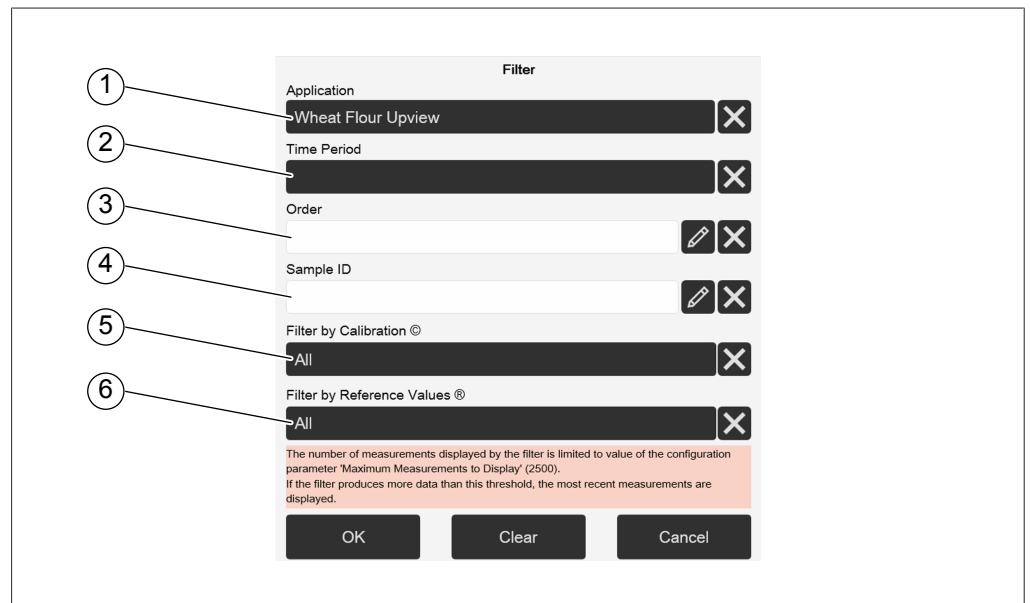 Filter
1
Application
Wheat Flour Upview
2
Time Period
3
Order
4
Sample ID
5
Filter by Calibration ©
All
6
Filter by Reference Values ®
All
The number of measurements displayed by the filter is limited to value of the configuration
parameter 'Maximum Measurements to Display' (2500).
If the filter produces more data than this threshold, the most recent measurements are
displayed.
OK Clear Cancel